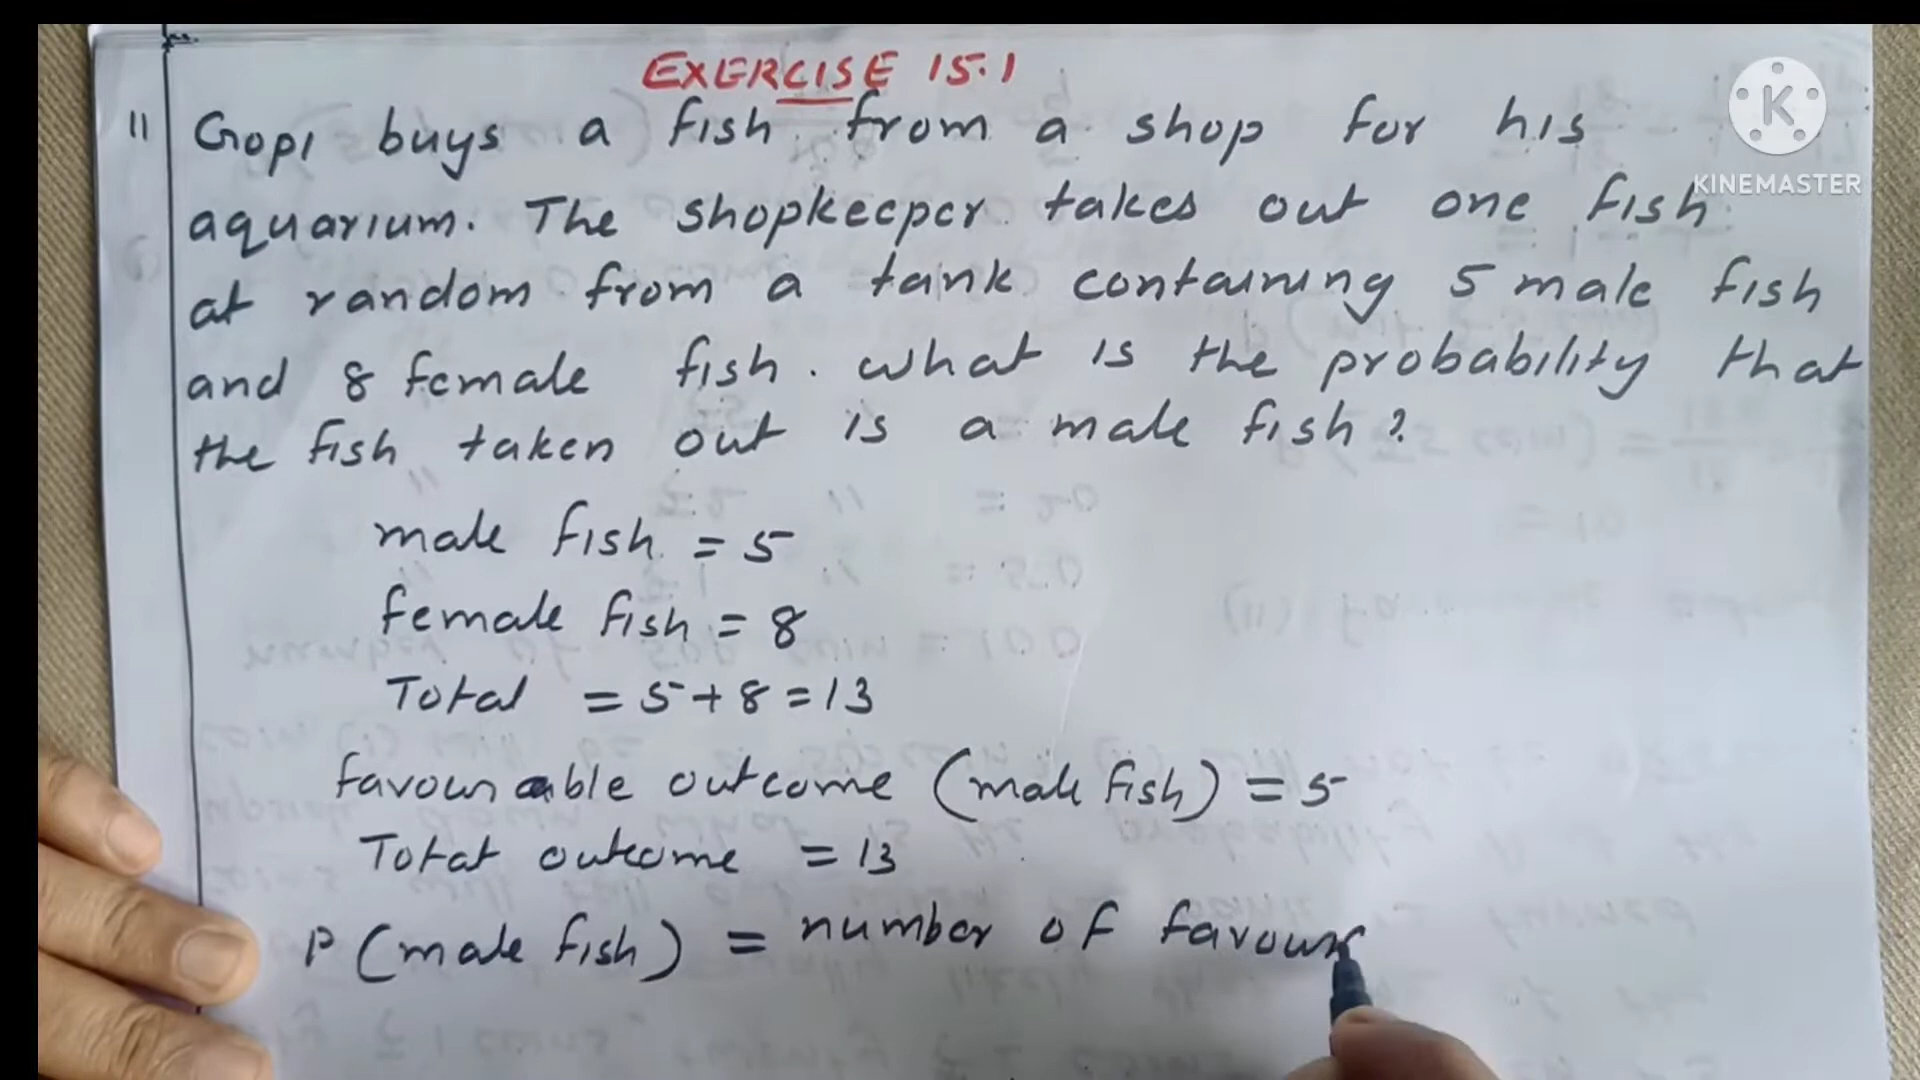 EXERCISE 15.1
11 Gopi buys a fish from a shop for his
aquarium. The shopkeeper takes out one fish
at random from a tank containing 5 male fish
and 8 female fish. what is the probability that
the fish taken out is a male fish?
male fish = 5
female fish = 8
Total = 5+8=13
favourable outcome (male fish) = 5
Total outcome = 13
P (male fish) = number of favour
K
KINEMASTER